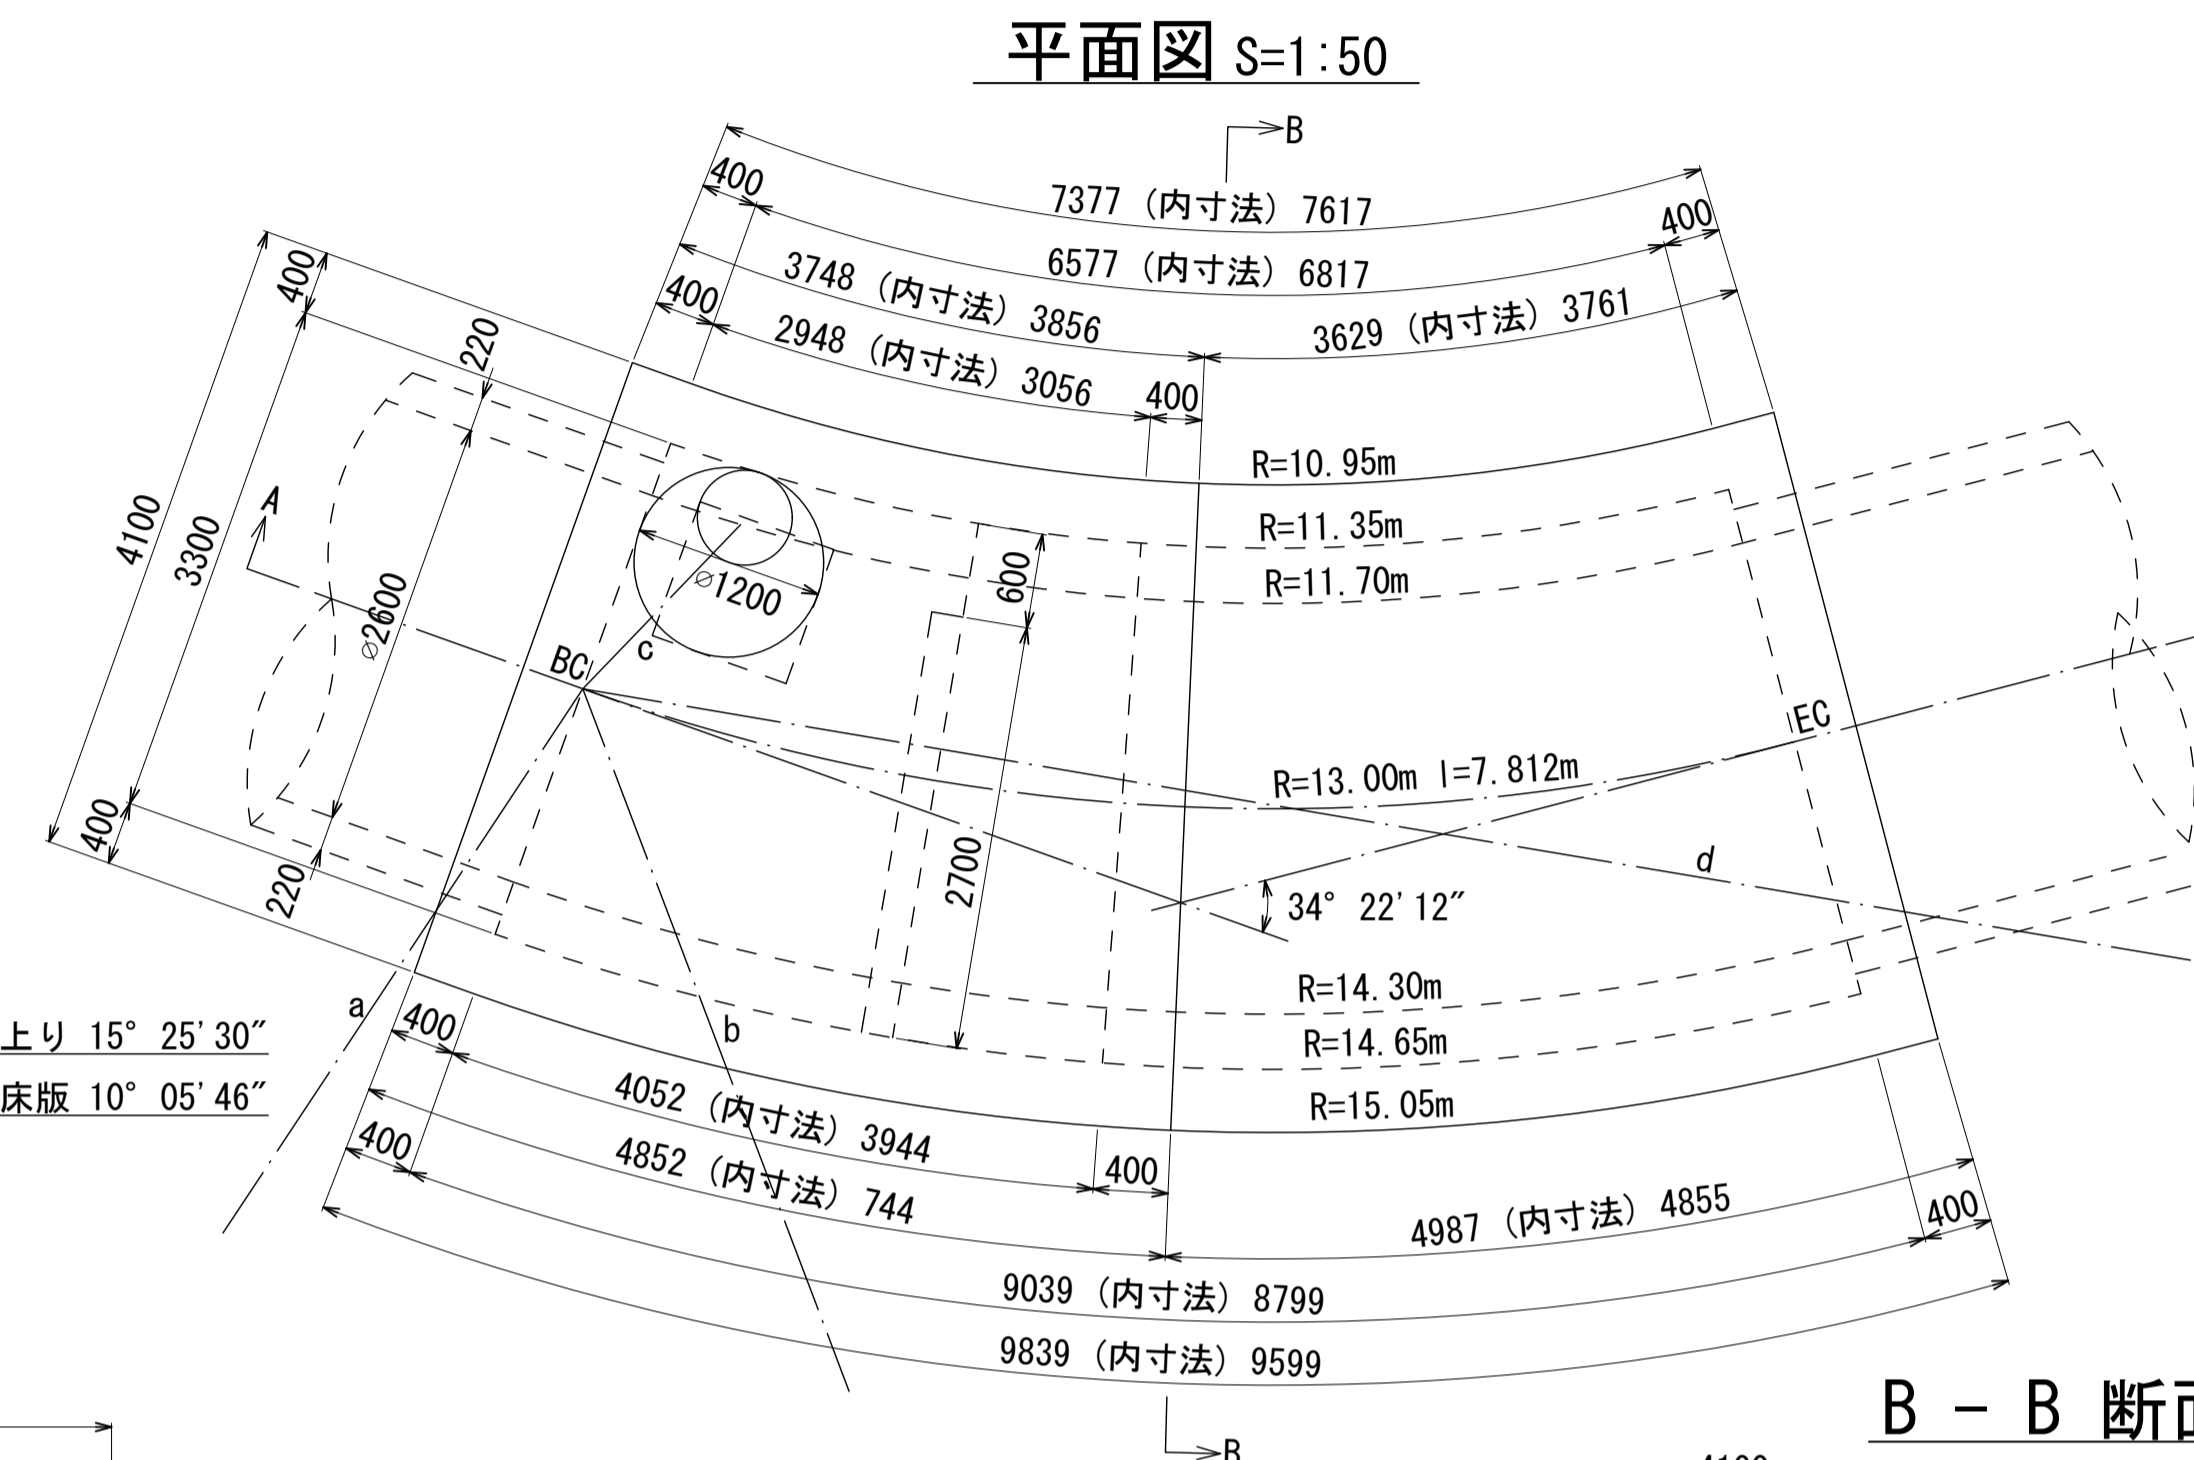 平面図 S=1:50
B
7377 (内寸法) 7617
400
400
6577 (内寸法) 6817
3748 (内寸法) 3856
400
3629 (内寸法) 3761
2948 (内寸法) 3056
400
400
220
4100
3300
A
⌀2600
400
220
R=10.95m
R=11.35m
R=11.70m
600
⌀1200
BC
c
EC
R=13.00m l=7.812m
2700
d
34° 22'12"
R=14.30m
R=14.65m
R=15.05m
a
b
上り 15° 25'30"
床版 10° 05'46"
400
4052 (内寸法) 3944
400
400
4852 (内寸法) 744
4987 (内寸法) 4855
400
9039 (内寸法) 8799
9839 (内寸法) 9599
B
B - B 断